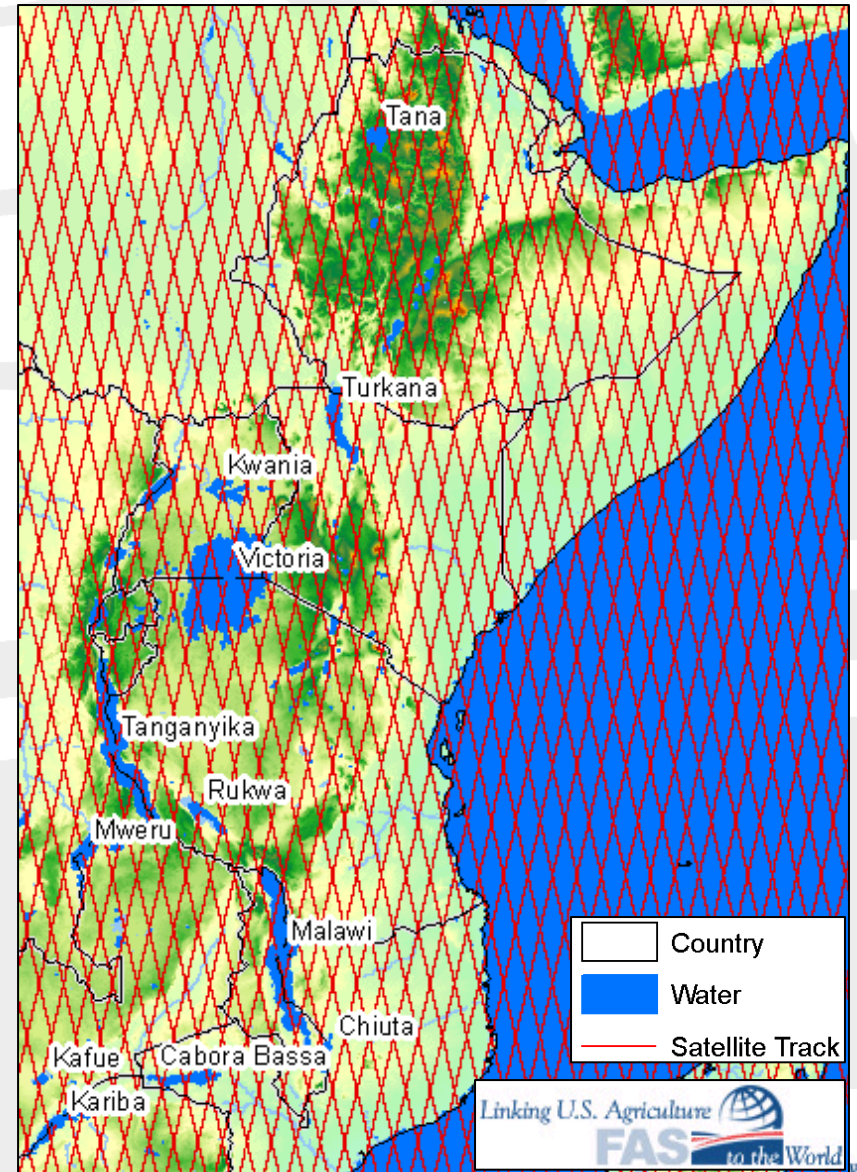 Tana
Turkana
Kwania
Victoria
Tanganyika
Rukwa
Mweru
Malawi
Chiuta
Kafue
Cabora Bassa
Kariba
Country
Water
Satellite Track
Linking U.S. Agriculture
FAS
to the World